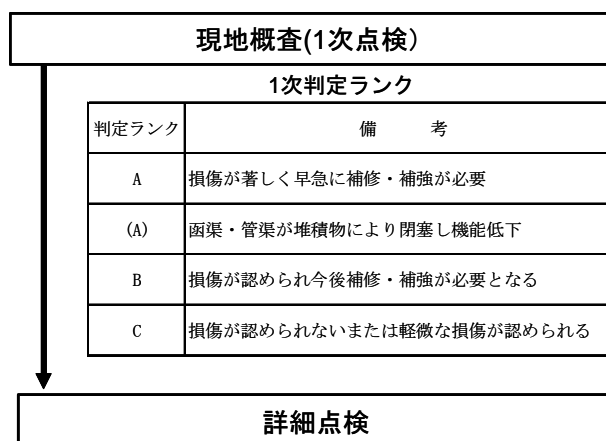 現地概査(1次点検)
1次判定ランク
判定ランク 備 考
A 損傷が著しく早急に補修・補強が必要
(A) 函渠・管渠が堆積物により閉塞し機能低下
B 損傷が認められ今後補修・補強が必要となる
C 損傷が認められないまたは軽微な損傷が認められる
詳細点検